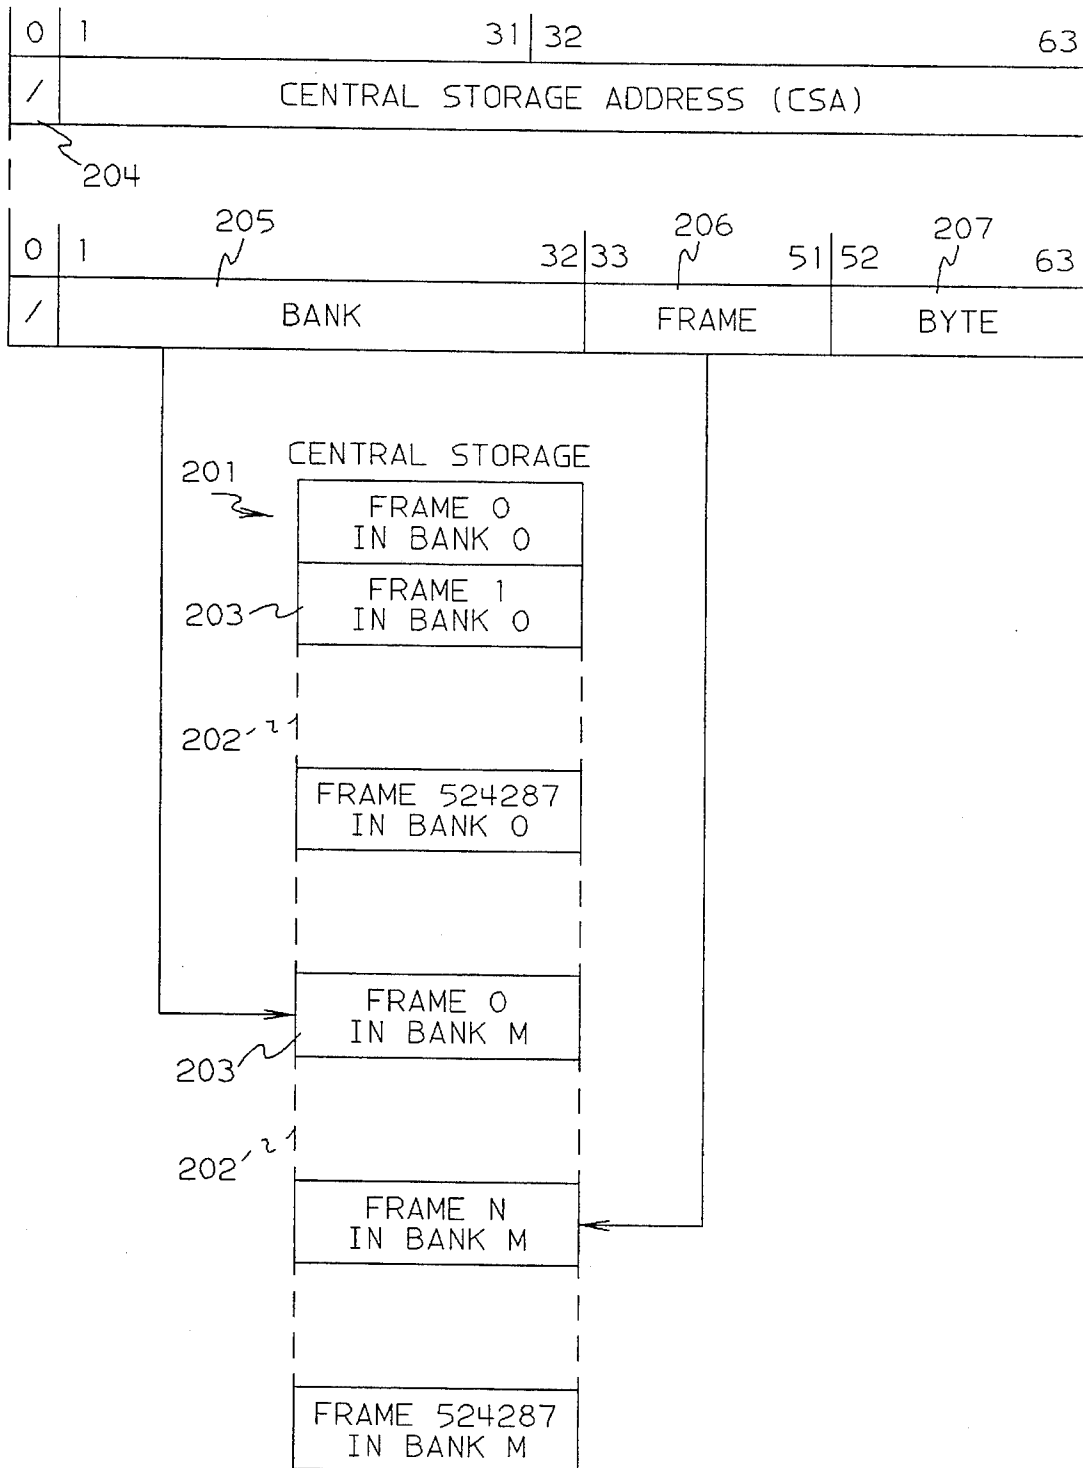 0 1 31 32 63
/ CENTRAL STORAGE ADDRESS (CSA)
204
205 206 207
0 1 32 33 51 52 63
/ BANK FRAME BYTE
CENTRAL STORAGE
201
FRAME 0
IN BANK 0
FRAME 1
IN BANK 0
203
202
FRAME 524287
IN BANK 0
FRAME 0
IN BANK M
203
202
FRAME N
IN BANK M
FRAME 524287
IN BANK M